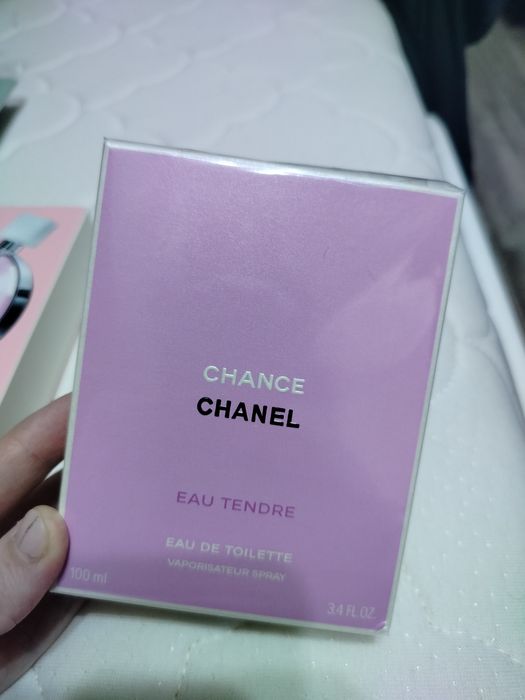 CHANCE
CHANEL
EAU TENDRE
EAU DE TOILETTE
VAPORISATEUR SPRAY
100 ml
3.4 FL.OZ.